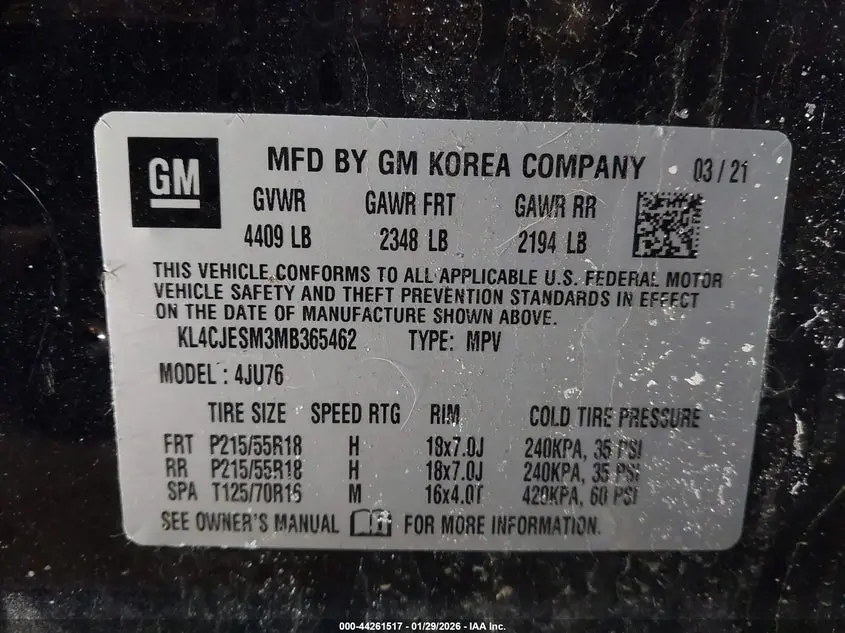 GM
MFD BY GM KOREA COMPANY 03/21
GVWR GAWR FRT GAWR RR
4409 LB 2348 LB 2194 LB
THIS VEHICLE CONFORMS TO ALL APPLICABLE U.S. FEDERAL MOTOR
VEHICLE SAFETY AND THEFT PREVENTION STANDARDS IN EFFECT
ON THE DATE OF MANUFACTURE SHOWN ABOVE.
KL4CJESM3MB365462 TYPE: MPV
MODEL: 4JU76
TIRE SIZE SPEED RTG RIM COLD TIRE PRESSURE
FRT P215/55R18 H 18x7.0J 240KPA, 35 PSI
RR P215/55R18 H 18x7.0J 240KPA, 35 PSI
SPA T125/70R16 M 16x4.0T 420KPA, 60 PSI
SEE OWNER'S MANUAL FOR MORE INFORMATION.
000-44261517 - 01/29/2026 - IAA Inc.